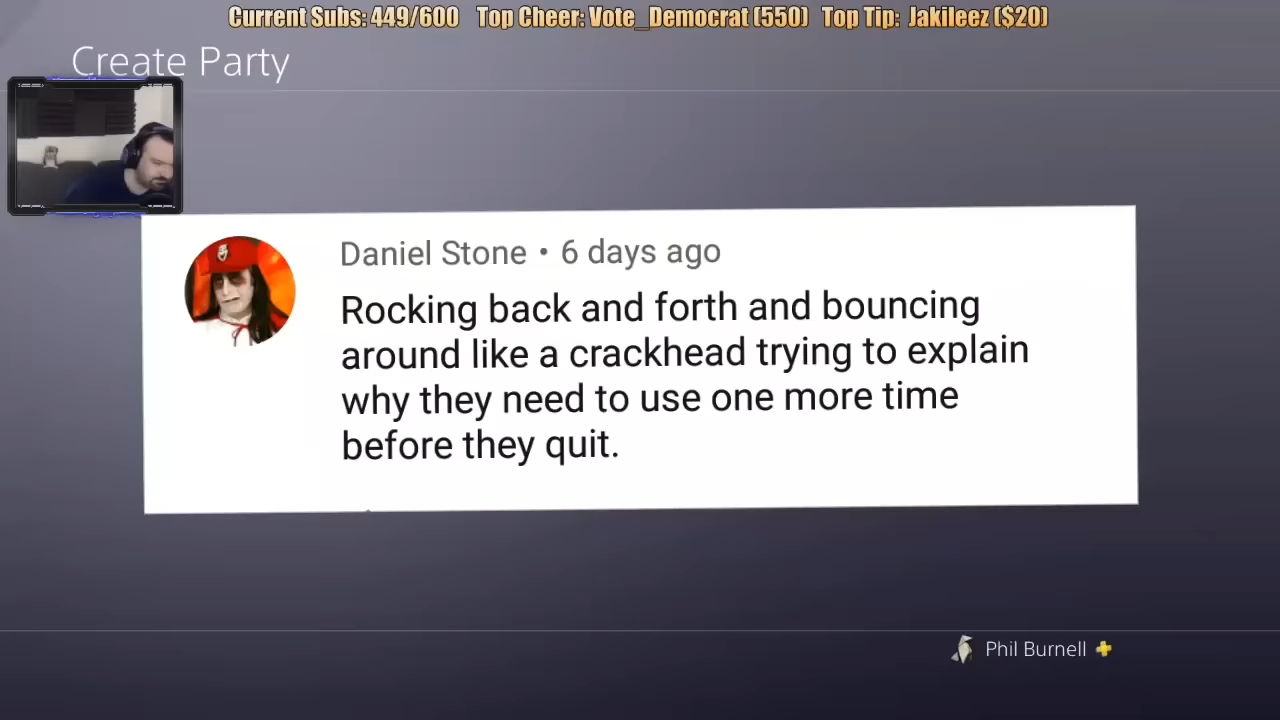 Current Subs: 449/600 Top Cheer: Vote_Democrat (550) Top Tip: Jakileez ($20)
Create Party
Daniel Stone • 6 days ago
Rocking back and forth and bouncing
around like a crackhead trying to explain
why they need to use one more time
before they quit.
Phil Burnell